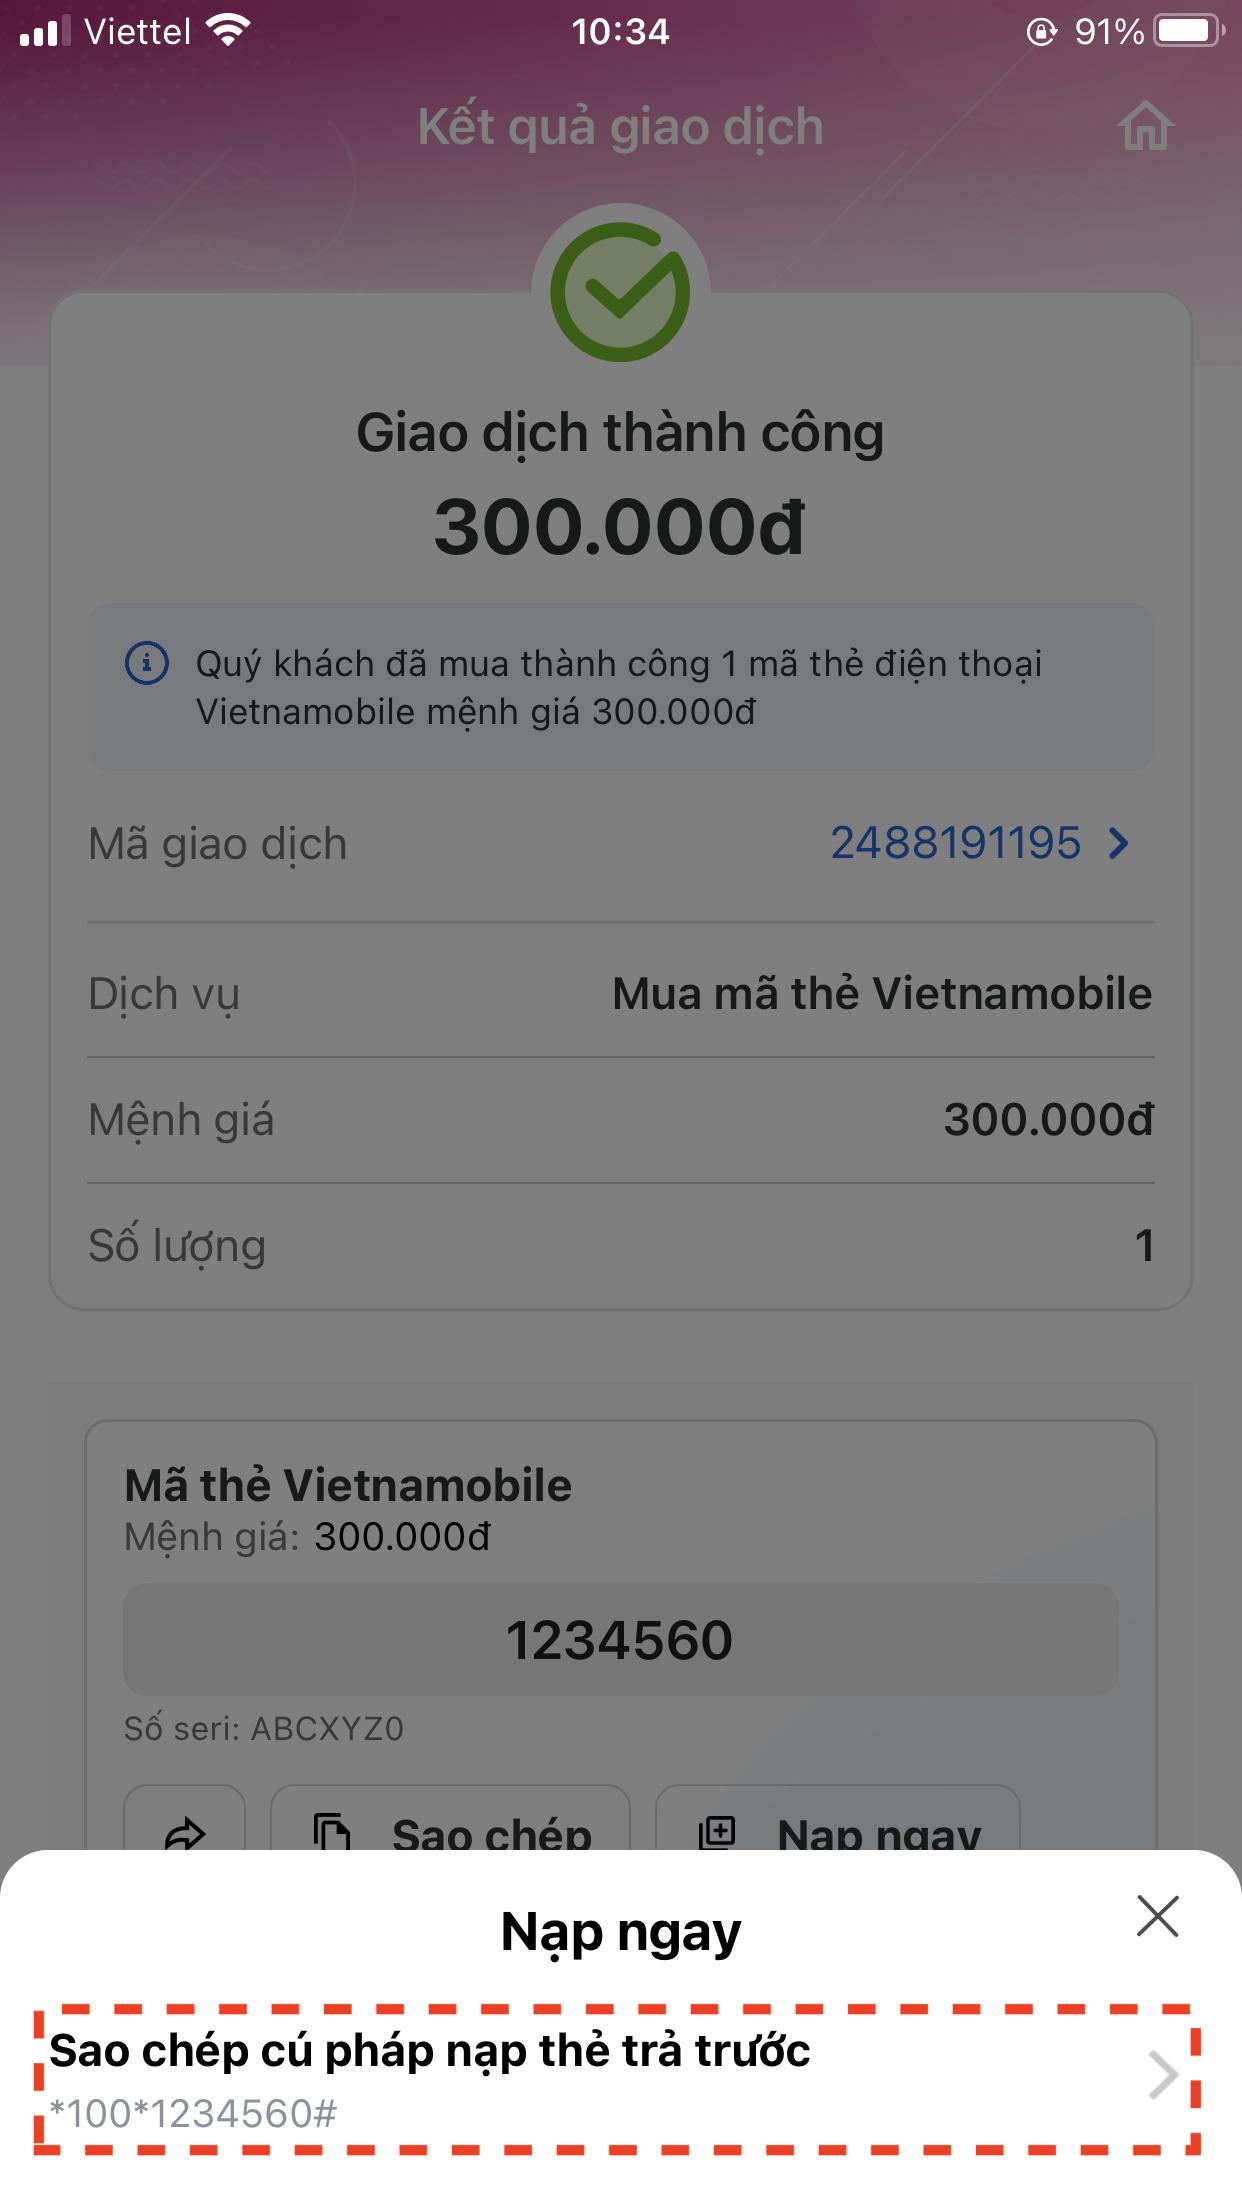 Viettel 10:34 91%
Kết quả giao dịch
Giao dịch thành công
300.000đ
Quý khách đã mua thành công 1 mã thẻ điện thoại
Vietnamobile mệnh giá 300.000đ
Mã giao dịch 2488191195
Dịch vụ Mua mã thẻ Vietnamobile
Mệnh giá 300.000đ
Số lượng 1
Mã thẻ Vietnamobile
Mệnh giá: 300.000đ
1234560
Số seri: ABCXYZ0
Sao chép Nạp ngay
Nạp ngay
Sao chép cú pháp nạp thẻ trả trước
*100*1234560#